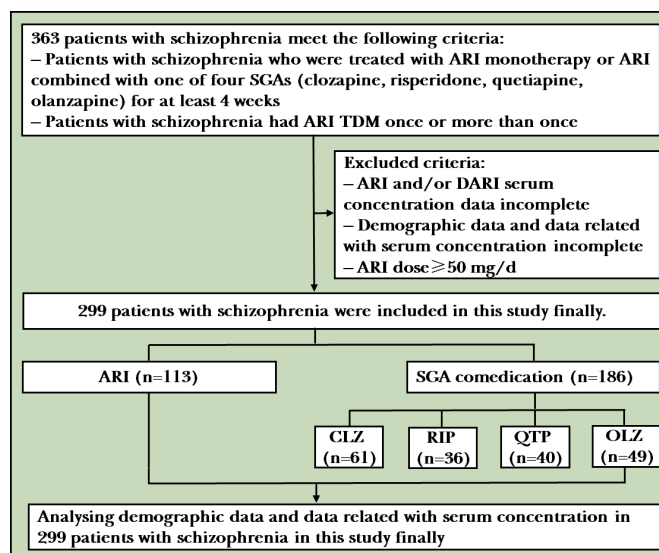 363 patients with schizophrenia meet the following criteria:
– Patients with schizophrenia who were treated with ARI monotherapy or ARI
combined with one of four SGAs (clozapine, risperidone, quetiapine,
olanzapine) for at least 4 weeks
– Patients with schizophrenia had ARI TDM once or more than once
Excluded criteria:
– ARI and/or DARI serum
concentration data incomplete
– Demographic data and data related
with serum concentration incomplete
– ARI dose⩾50 mg/d
299 patients with schizophrenia were included in this study finally.
ARI (n=113)
SGA comedication (n=186)
CLZ
(n=61)
RIP
(n=36)
QTP
(n=40)
OLZ
(n=49)
Analysing demographic data and data related with serum concentration in
299 patients with schizophrenia in this study finally